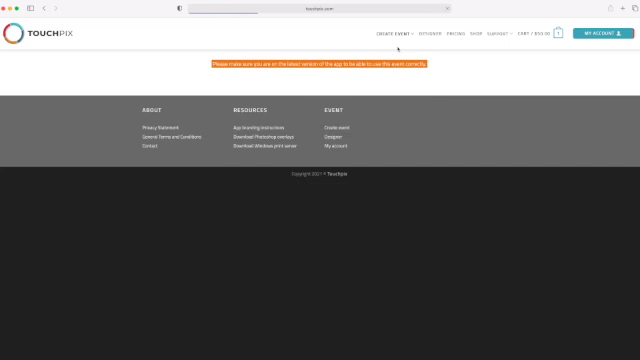 touchpix.com
TOUCHPIX
CREATE EVENT
DESIGNER
PRICING
SHOP
SUPPORT
CART / $50.00
1
MY ACCOUNT
Please make sure you are on the latest version of the app to be able to use this event correctly.
ABOUT
Privacy Statement
General Terms and Conditions
Contact
RESOURCES
App branding instructions
Download Photoshop overlays
Download Windows print server
EVENT
Create event
Designer
My account
Copyright 2021 © Touchpix